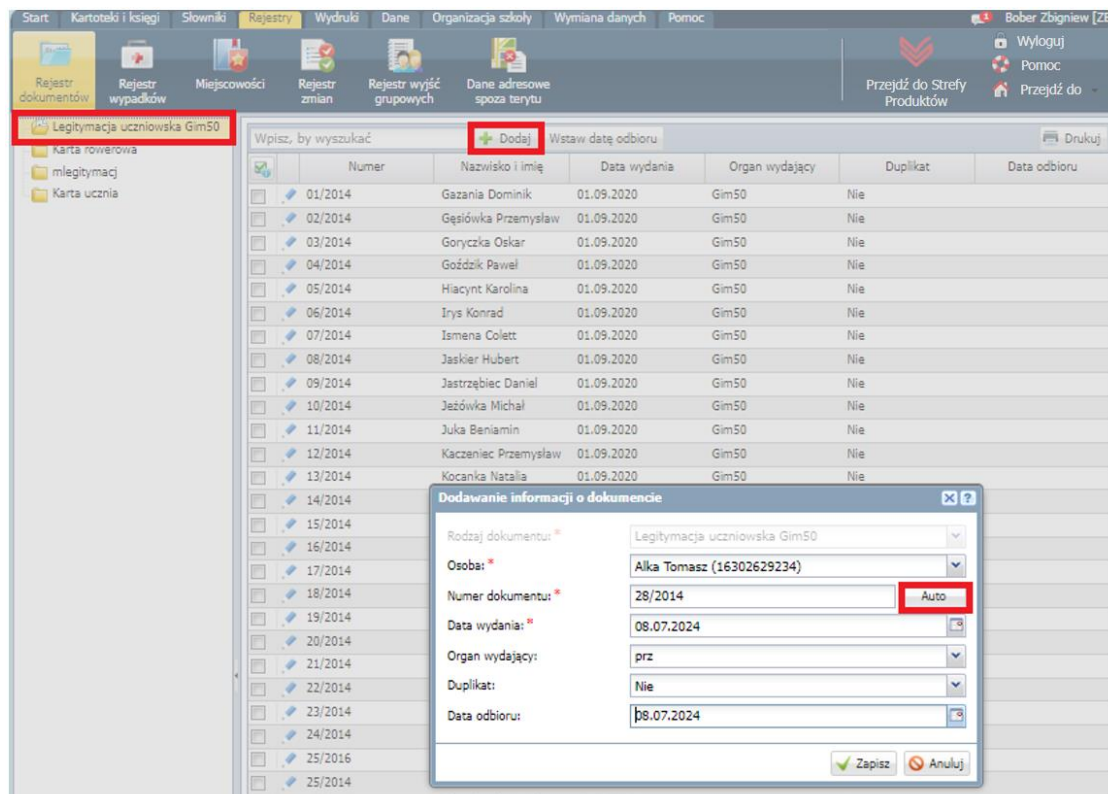 Start Kartoteki i księgi Słowniki Rejestry Wydruki Dane Organizacja szkoły Wymiana danych Pomoc Bober Zbigniew [ZE
Wyloguj
Pomoc
Przejdź do
Rejestr dokumentów
Rejestr wypadków
Miejscowości
Rejestr zmian
Rejestr wyjść grupowych
Dane adresowe spoza terytu
Przejdź do Strefy Produktów
Legitymacja uczniowska Gim50
Karta rowerowa
mlegitymacj
Karta ucznia
Wpisz, by wyszukać Dodaj Wstaw datę odbioru Drukuj
Numer Nazwisko i imię Data wydania Organ wydający Duplikat Data odbioru
01/2014 Gazania Dominik 01.09.2020 Gim50 Nie
02/2014 Gęsiówka Przemysław 01.09.2020 Gim50 Nie
03/2014 Goryczka Oskar 01.09.2020 Gim50 Nie
04/2014 Goździk Paweł 01.09.2020 Gim50 Nie
05/2014 Hiacynt Karolina 01.09.2020 Gim50 Nie
06/2014 Irys Konrad 01.09.2020 Gim50 Nie
07/2014 Ismena Colett 01.09.2020 Gim50 Nie
08/2014 Jaskier Hubert 01.09.2020 Gim50 Nie
09/2014 Jastrzębiec Daniel 01.09.2020 Gim50 Nie
10/2014 Jeżówka Michał 01.09.2020 Gim50 Nie
11/2014 Juka Beniamin 01.09.2020 Gim50 Nie
12/2014 Kaczeniec Przemysław 01.09.2020 Gim50 Nie
13/2014 Kocanka Natalia 01.09.2020 Gim50 Nie
14/2014
15/2014
16/2014
17/2014
18/2014
19/2014
20/2014
21/2014
22/2014
23/2014
24/2014
25/2016
25/2014
Dodawanie informacji o dokumencie
Rodzaj dokumentu:* Legitymacja uczniowska Gim50
Osoba:* Alka Tomasz (16302629234)
Numer dokumentu:* 28/2014 Auto
Data wydania:* 08.07.2024
Organ wydający: prz
Duplikat: Nie
Data odbioru: 08.07.2024
Zapisz Anuluj